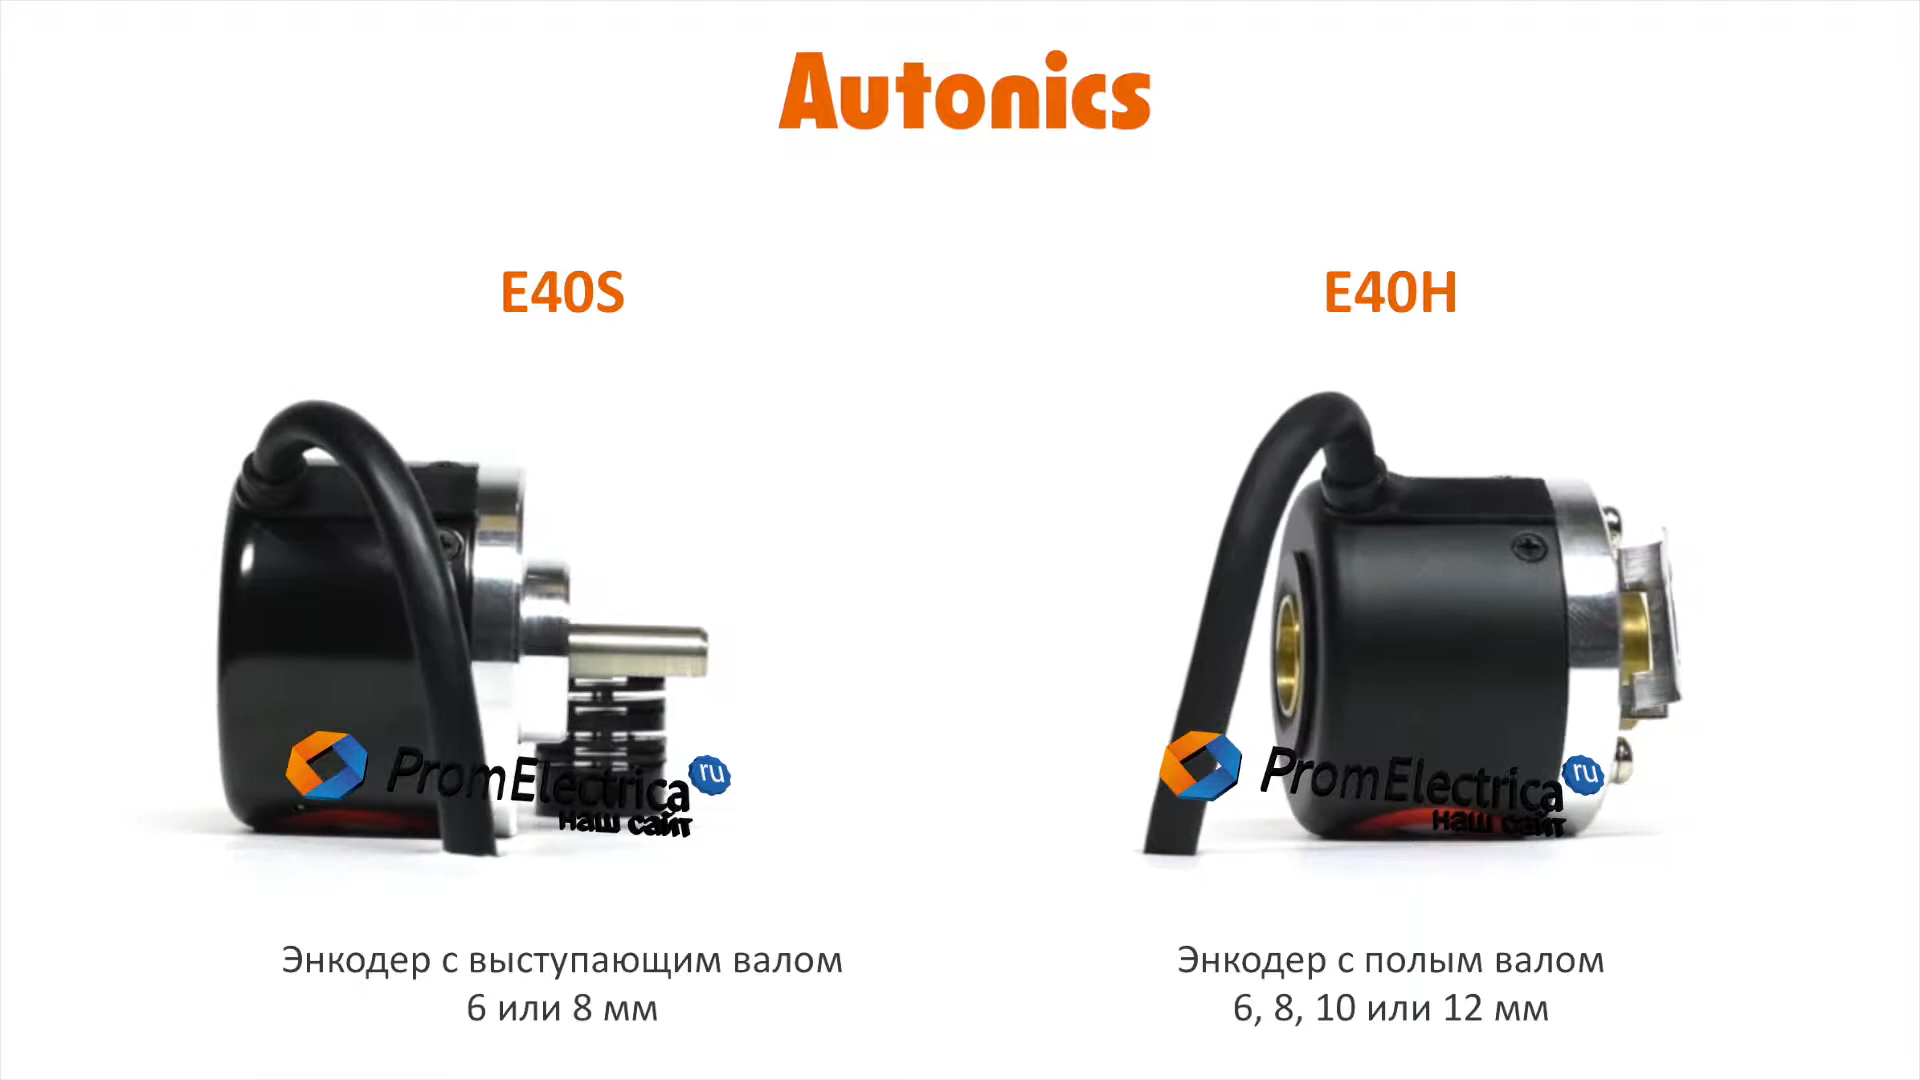 Autonics
E40S
E40H
PromElectrica ru
наш сайт
PromElectrica ru
наш сайт
Энкодер с выступающим валом
6 или 8 мм
Энкодер с полым валом
6, 8, 10 или 12 мм